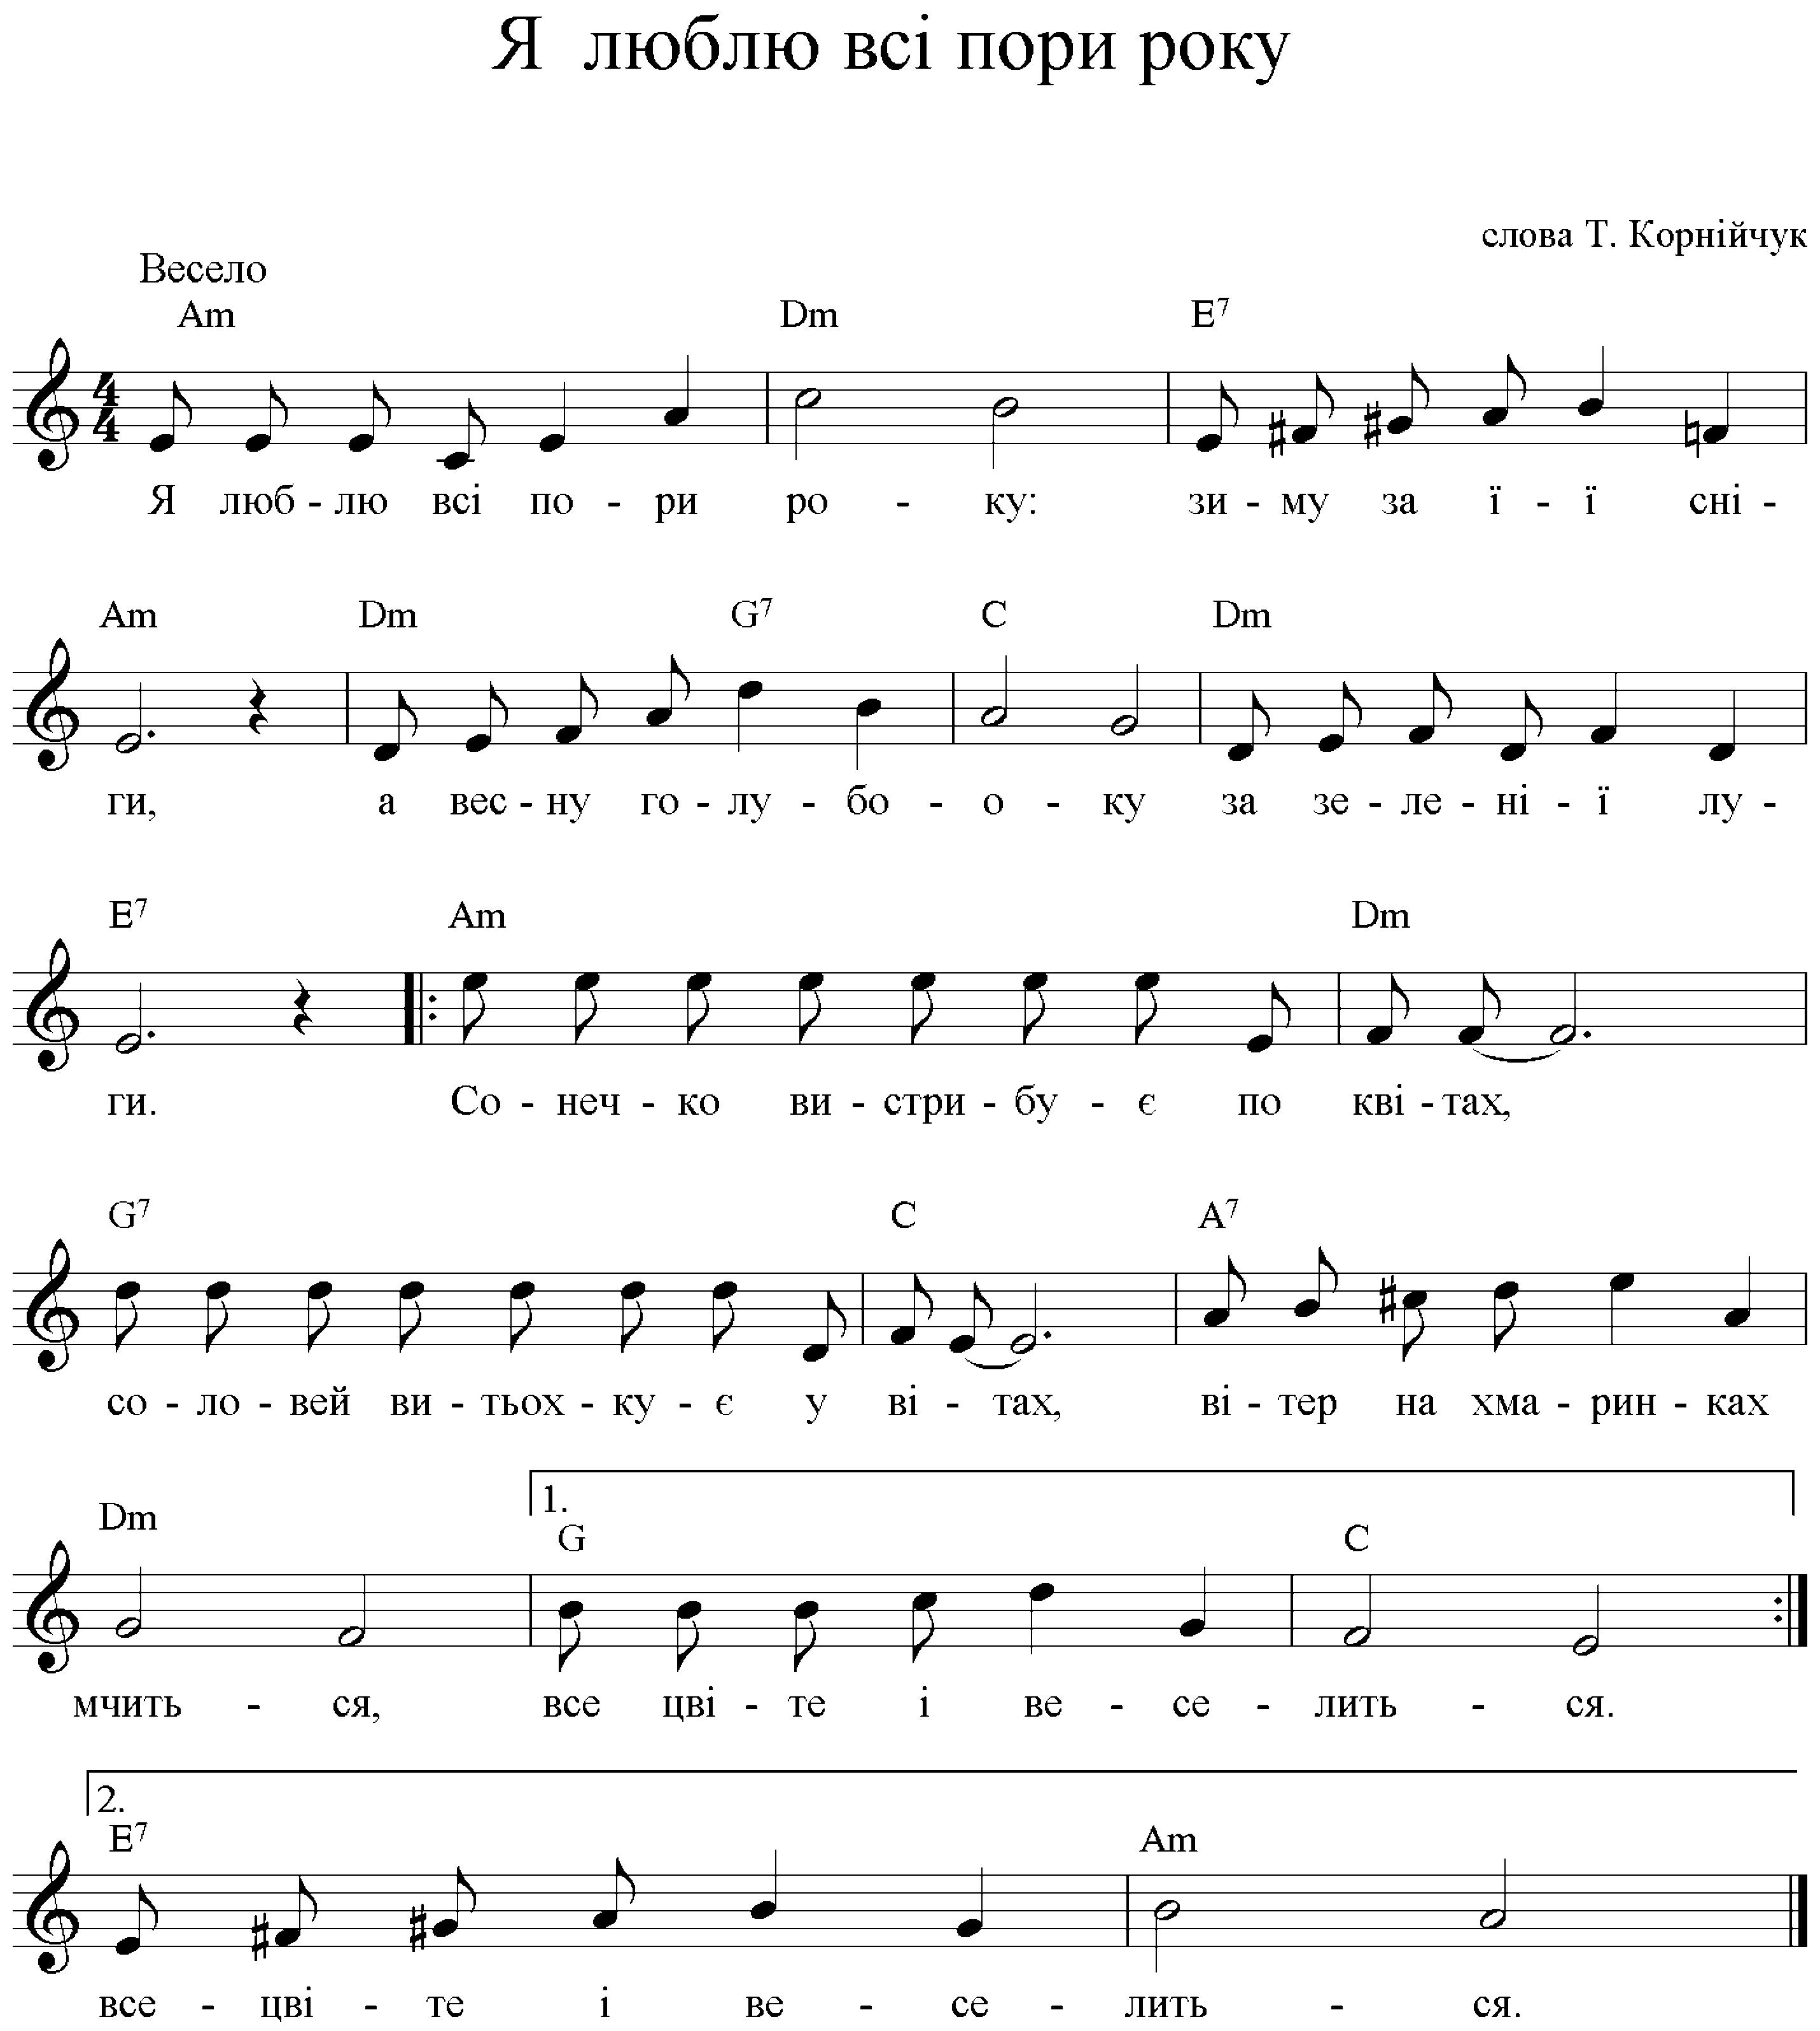 Я люблю всі пори року
слова Т. Корнійчук
Весело
Am Dm E7
4
4
Я люб - лю всі по - ри ро - ку: зи - му за ї - ї сні -
Am Dm G7 C Dm
ги, а вес - ну го - лу - бо - о - ку за зе - ле - ні - ї лу -
E7 Am Dm
ги. Со - неч - ко ви - стри - бу - є по кві - тах,
G7 C A7
со - ло - вей ви - тьох - ку - є у ві - тах, ві - тер на хма - рин - ках
1.
Dm G C
мчить - ся, все цві - те і ве - се - лить - ся.
2.
E7 Am
все - цві - те і ве - се - лить - ся.